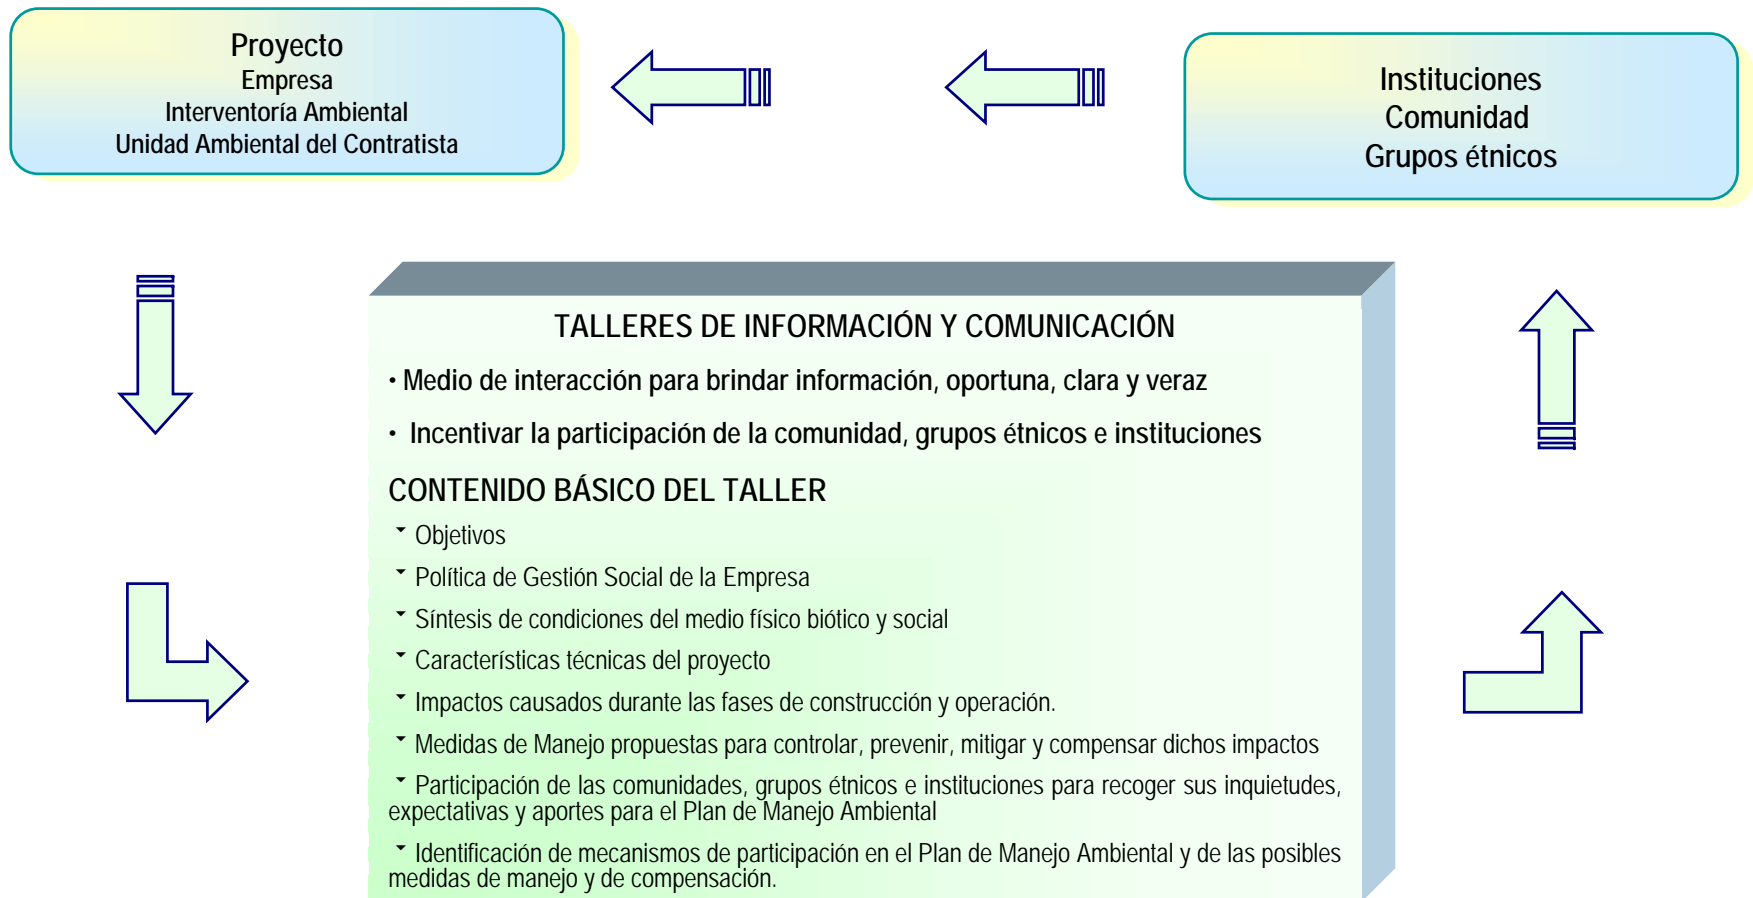 Proyecto
Empresa
Interventoría Ambiental
Unidad Ambiental del Contratista
Instituciones
Comunidad
Grupos étnicos
TALLERES DE INFORMACIÓN Y COMUNICACIÓN
• Medio de interacción para brindar información, oportuna, clara y veraz
• Incentivar la participación de la comunidad, grupos étnicos e instituciones
CONTENIDO BÁSICO DEL TALLER
Objetivos
Política de Gestión Social de la Empresa
Síntesis de condiciones del medio físico biótico y social
Características técnicas del proyecto
Impactos causados durante las fases de construcción y operación.
Medidas de Manejo propuestas para controlar, prevenir, mitigar y compensar dichos impactos
Participación de las comunidades, grupos étnicos e instituciones para recoger sus inquietudes,
expectativas y aportes para el Plan de Manejo Ambiental
Identificación de mecanismos de participación en el Plan de Manejo Ambiental y de las posibles
medidas de manejo y de compensación.